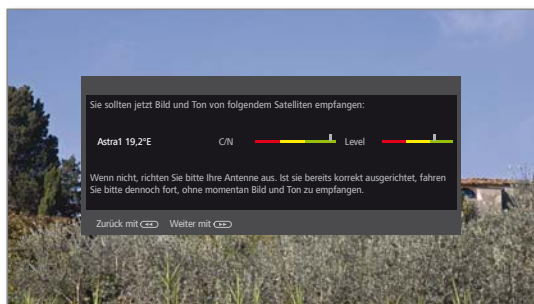 Sie sollten jetzt Bild und Ton von folgendem Satelliten empfangen:
Astra1 19,2°E C/N Level
Wenn nicht, richten Sie bitte Ihre Antenne aus. Ist sie bereits korrekt ausgerichtet, fahren
Sie bitte dennoch fort, ohne momentan Bild und Ton zu empfangen.
Zurück mit Weiter mit